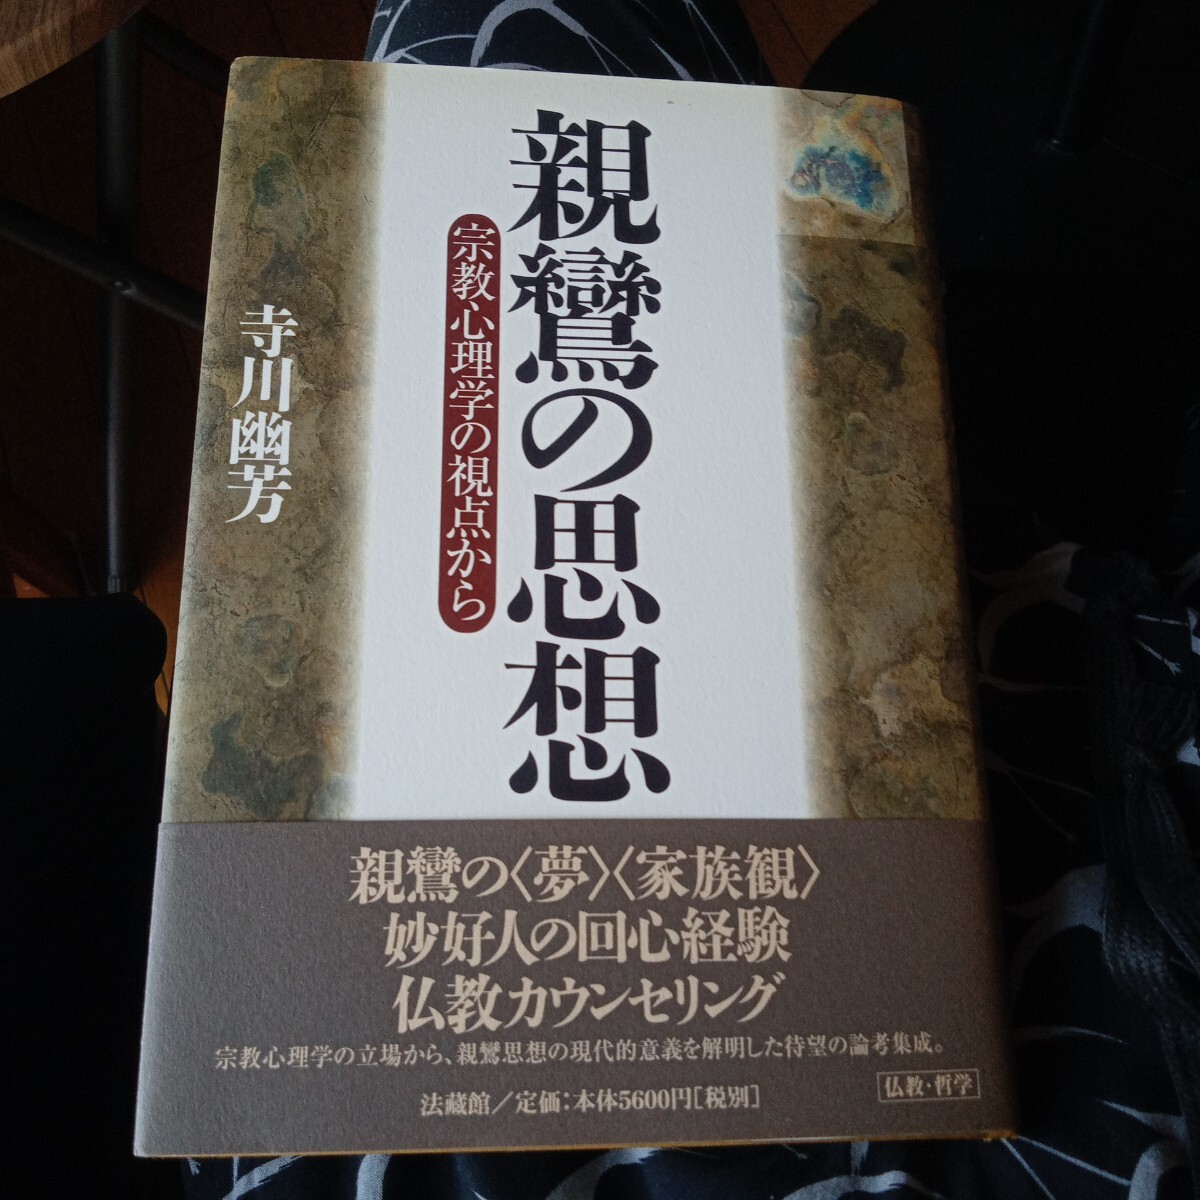 親鸞の思想
宗教心理学の視点から
寺川幽芳
親鸞の〈夢〉〈家族観〉
妙好人の回心経験
仏教カウンセリング
宗教心理学の立場から、親鸞思想の現代的意義を解明した待望の論考集成。
法藏館／定価：本体5600円［税別］
仏教・哲学